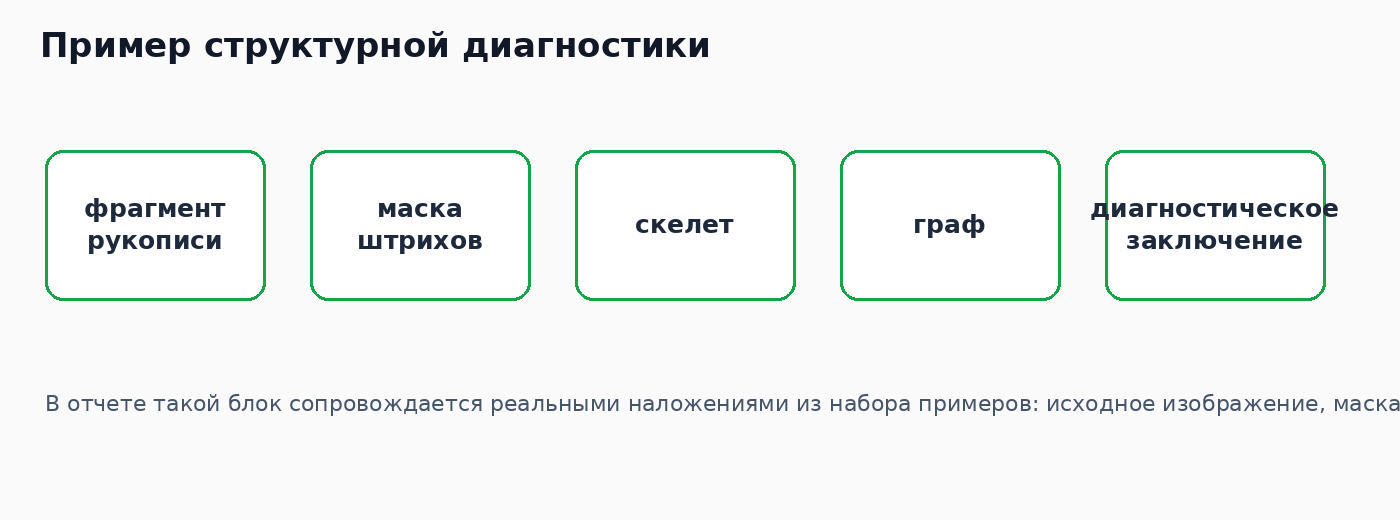 Пример структурной диагностики
фрагмент
рукописи
маска
штрихов
скелет
граф
диагностическое
заключение
В отчете такой блок сопровождается реальными наложениями из набора примеров: исходное изображение, маска